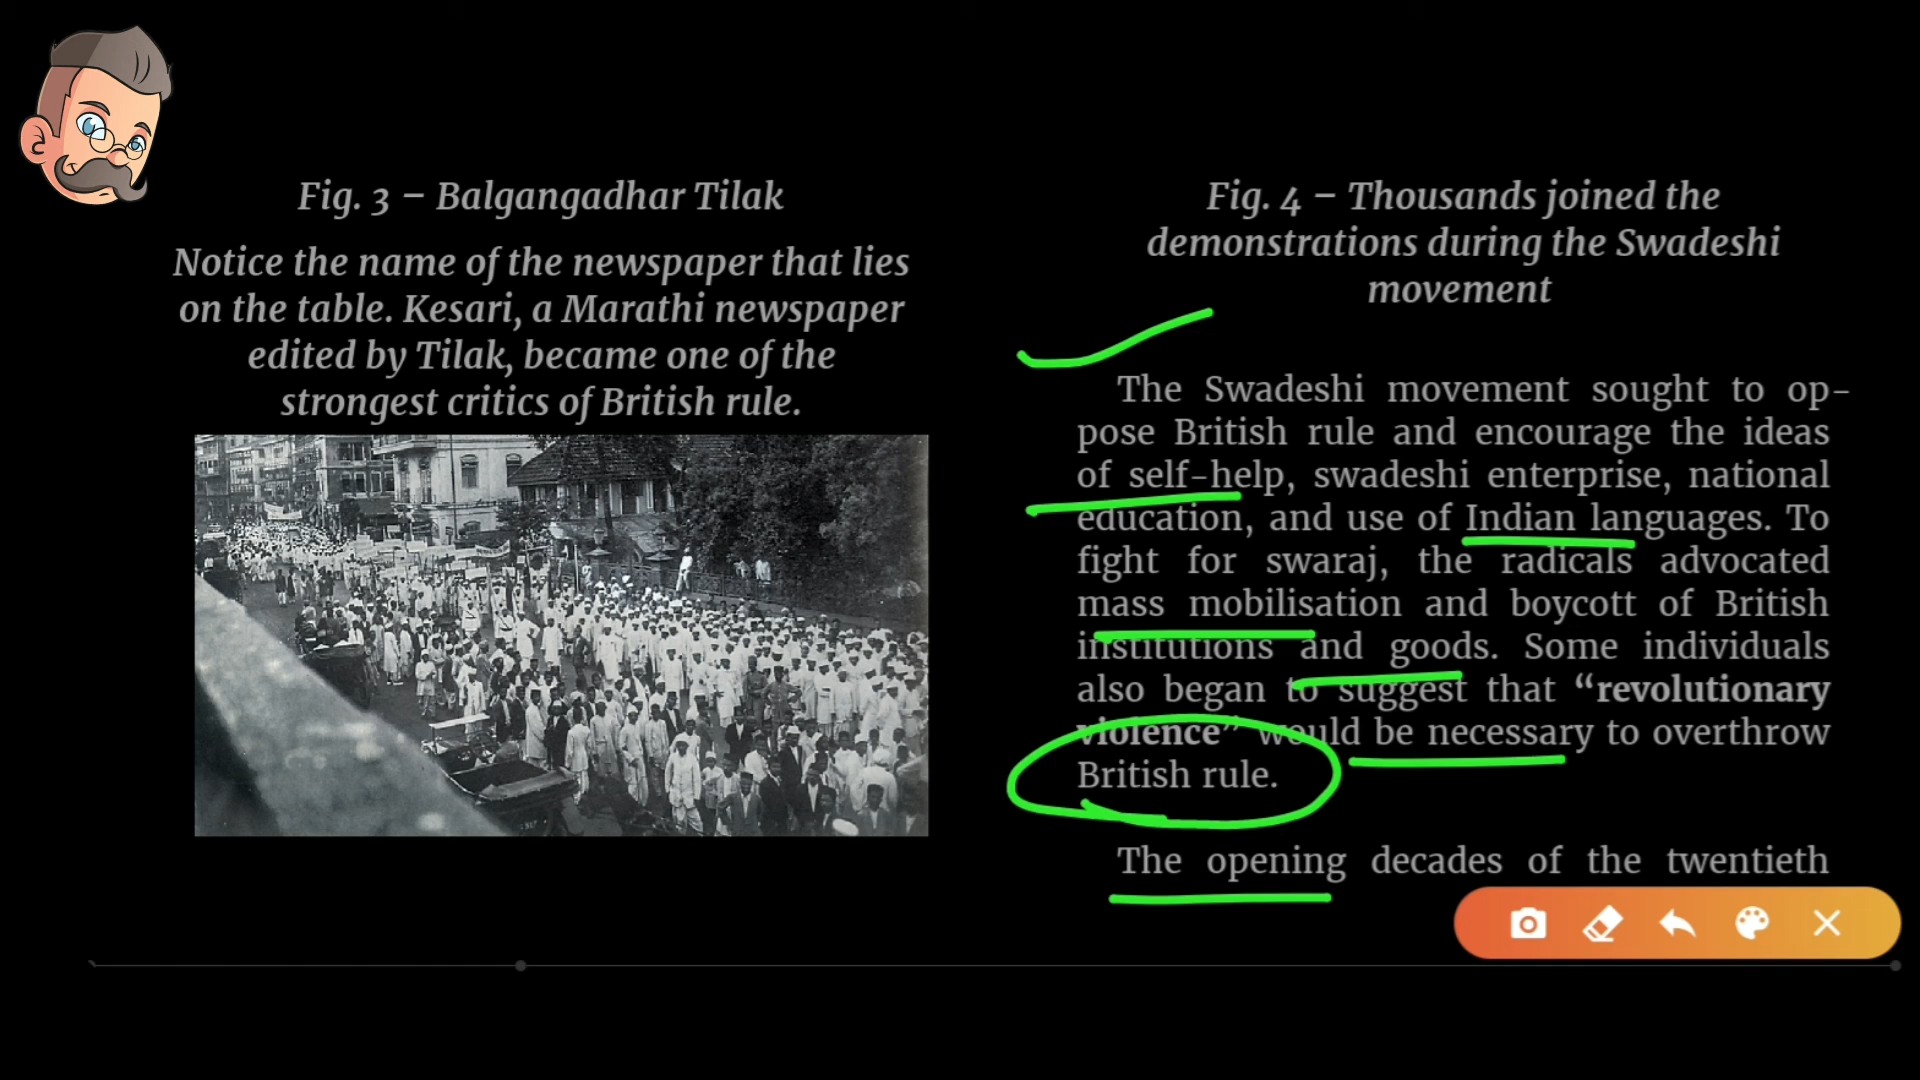 Fig. 3 – Balgangadhar Tilak
Notice the name of the newspaper that lies
on the table. Kesari, a Marathi newspaper
edited by Tilak, became one of the
strongest critics of British rule.
Fig. 4 – Thousands joined the
demonstrations during the Swadeshi
movement
The Swadeshi movement sought to op-
pose British rule and encourage the ideas
of self-help, swadeshi enterprise, national
education, and use of Indian languages. To
fight for swaraj, the radicals advocated
mass mobilisation and boycott of British
institutions and goods. Some individuals
also began to suggest that “revolutionary
violence” would be necessary to overthrow
British rule.
The opening decades of the twentieth